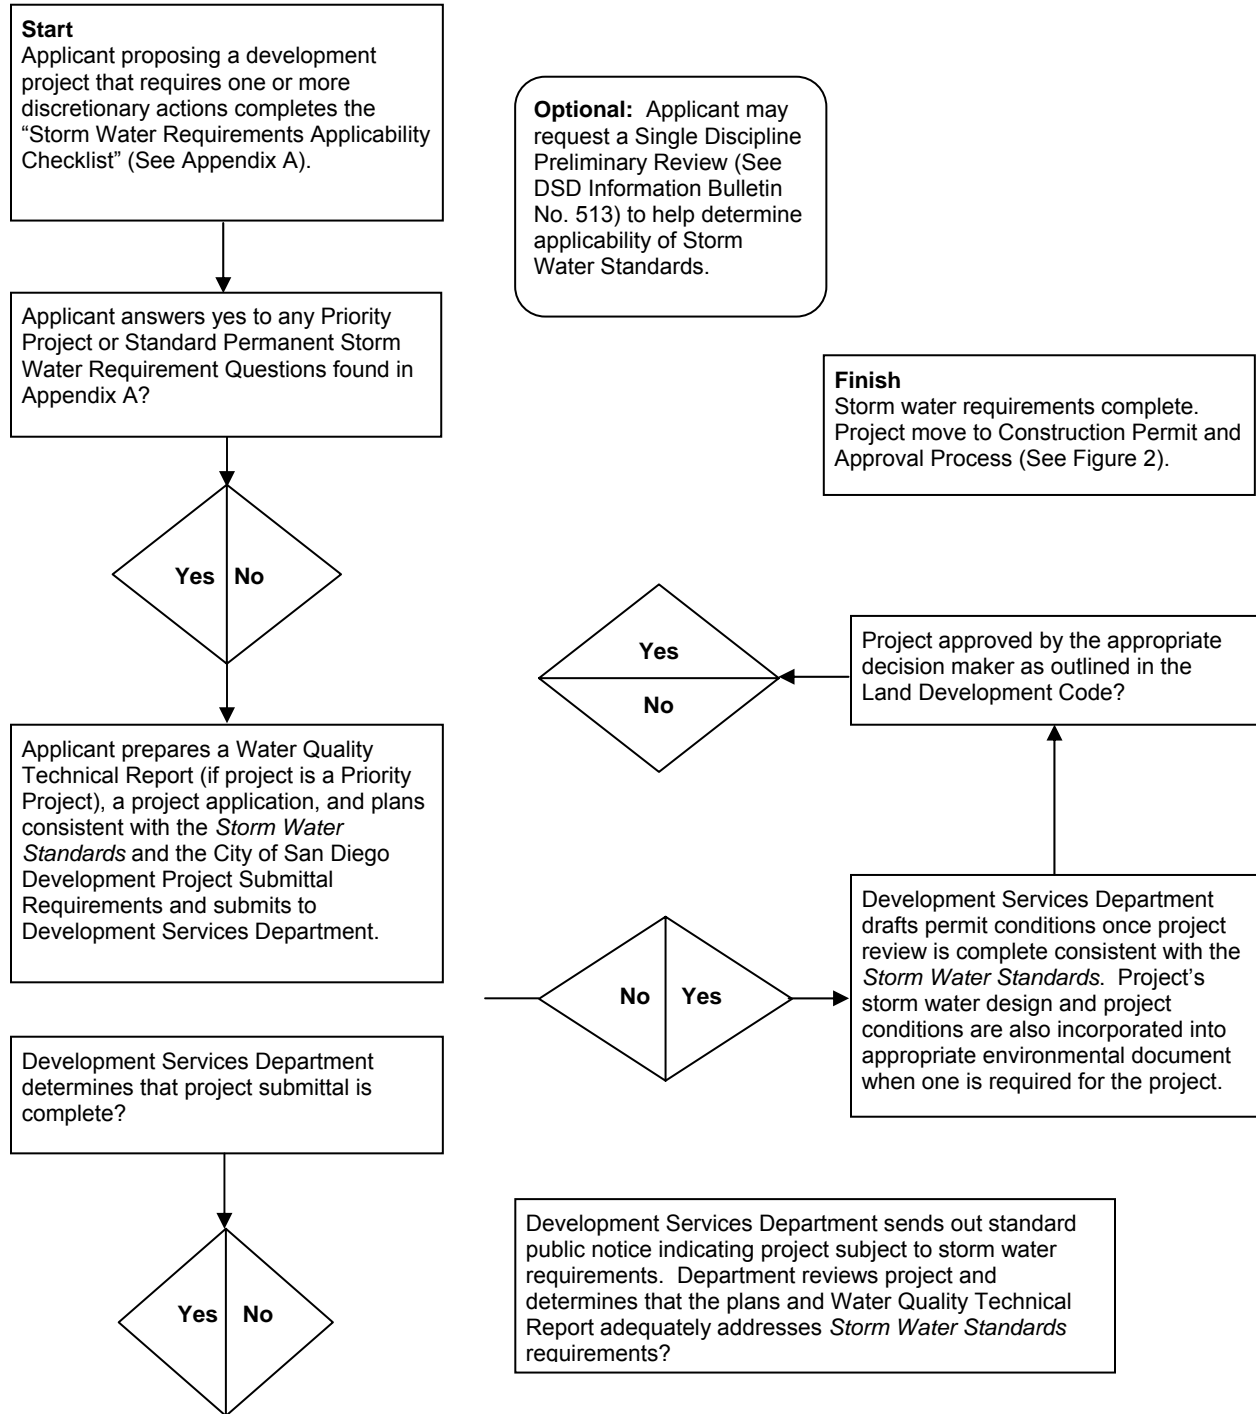 Start
Applicant proposing a development
project that requires one or more
discretionary actions completes the
“Storm Water Requirements Applicability
Checklist” (See Appendix A).
Optional:  Applicant may
request a Single Discipline
Preliminary Review (See
DSD Information Bulletin
No. 513) to help determine
applicability of Storm
Water Standards.
Applicant answers yes to any Priority
Project or Standard Permanent Storm
Water Requirement Questions found in
Appendix A?
Finish
Storm water requirements complete.
Project move to Construction Permit and
Approval Process (See Figure 2).
Yes No
Yes
No
Project approved by the appropriate
decision maker as outlined in the
Land Development Code?
Applicant prepares a Water Quality
Technical Report (if project is a Priority
Project), a project application, and plans
consistent with the Storm Water
Standards and the City of San Diego
Development Project Submittal
Requirements and submits to
Development Services Department.
No Yes
Development Services Department
drafts permit conditions once project
review is complete consistent with the
Storm Water Standards.  Project’s
storm water design and project
conditions are also incorporated into
appropriate environmental document
when one is required for the project.
Development Services Department
determines that project submittal is
complete?
Yes No
Development Services Department sends out standard
public notice indicating project subject to storm water
requirements.  Department reviews project and
determines that the plans and Water Quality Technical
Report adequately addresses Storm Water Standards
requirements?